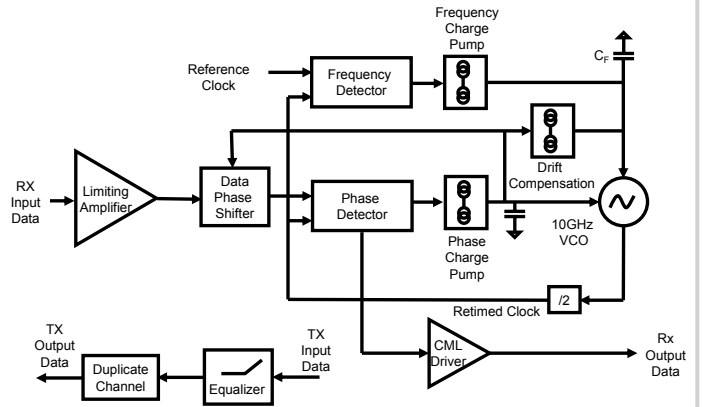 Frequency
Charge
Pump
C_F
Reference
Clock
Frequency
Detector
Drift
Compensation
RX
Input
Data
Limiting
Amplifier
Data
Phase
Shifter
Phase
Detector
Phase
Charge
Pump
10GHz
VCO
/2
Retimed Clock
TX
Output
Data
Duplicate
Channel
Equalizer
TX
Input
Data
CML
Driver
Rx
Output
Data